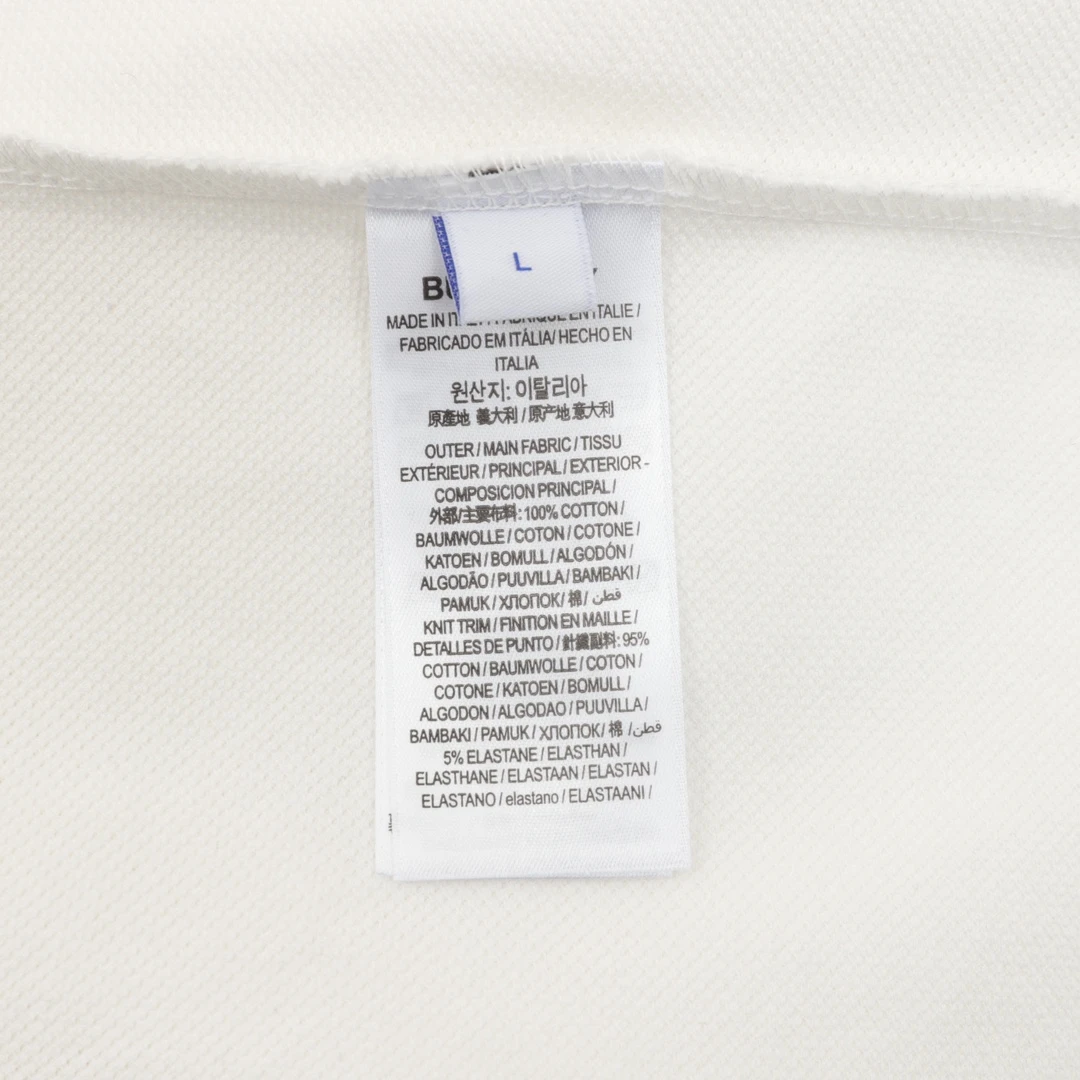 L
MADE IN / FABRIQUÉ EN ITALIE /
FABRICADO EM ITÁLIA/ HECHO EN
ITALIA
원산지: 이탈리아
原產地 義大利 / 原产地 意大利
OUTER / MAIN FABRIC / TISSU
EXTÉRIEUR / PRINCIPAL / EXTERIOR -
COMPOSICION PRINCIPAL /
外部/主要布料: 100% COTTON /
BAUMWOLLE / COTON / COTONE /
KATOEN / BOMULL / ALGODÓN /
ALGODÃO / PUUVILLA / BAMBAKI /
PAMUK / ХЛОПОК / 棉 / قطن
KNIT TRIM / FINITION EN MAILLE /
DETALLES DE PUNTO / 針織副料: 95%
COTTON / BAUMWOLLE / COTON /
COTONE / KATOEN / BOMULL /
ALGODON / ALGODAO / PUUVILLA /
BAMBAKI / PAMUK / ХЛОПОК/ 棉 /قطن
5% ELASTANE / ELASTHAN /
ELASTHANE / ELASTAAN / ELASTAN /
ELASTANO / elastano / ELASTAANI /